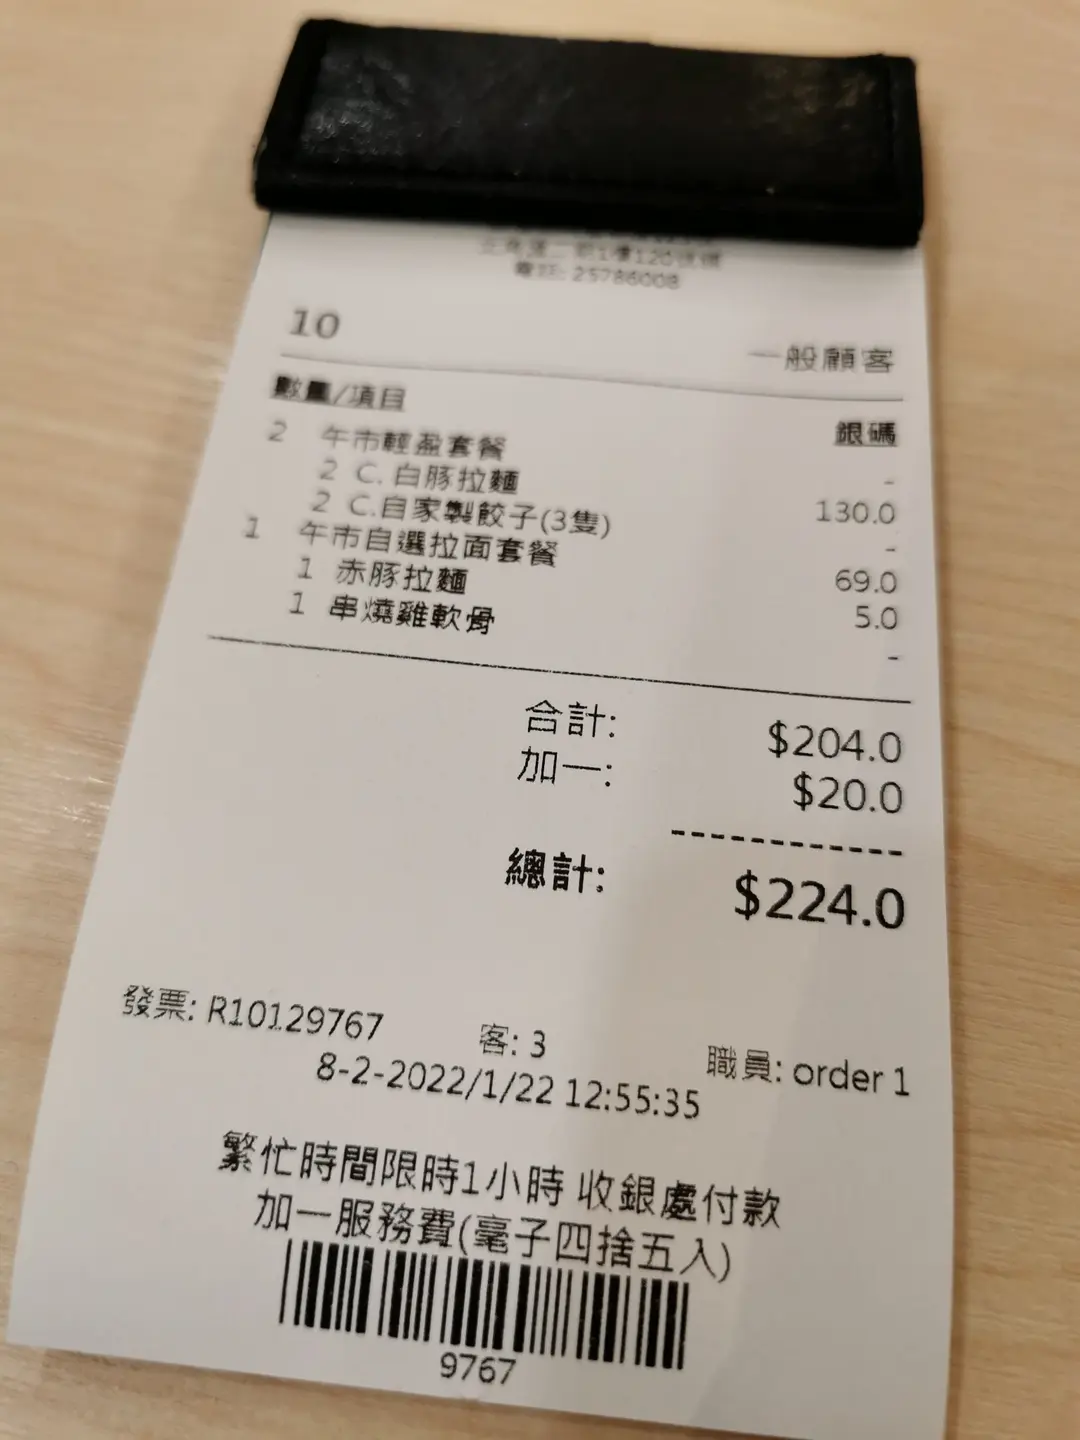 電話: 25786008
10
一般顧客
數量/項目 銀碼
2 午市輕盈套餐 -
2 C. 白豚拉麵 130.0
2 C.自家製餃子(3隻) -
1 午市自選拉面套餐 69.0
1 赤豚拉麵 5.0
1 串燒雞軟骨 -
合計: $204.0
加一: $20.0
總計: $224.0
發票: R10129767 客: 3 職員: order 1
8-2-2022/1/22 12:55:35
繁忙時間限時1小時 收銀處付款
加一服務費(毫子四捨五入)
9767